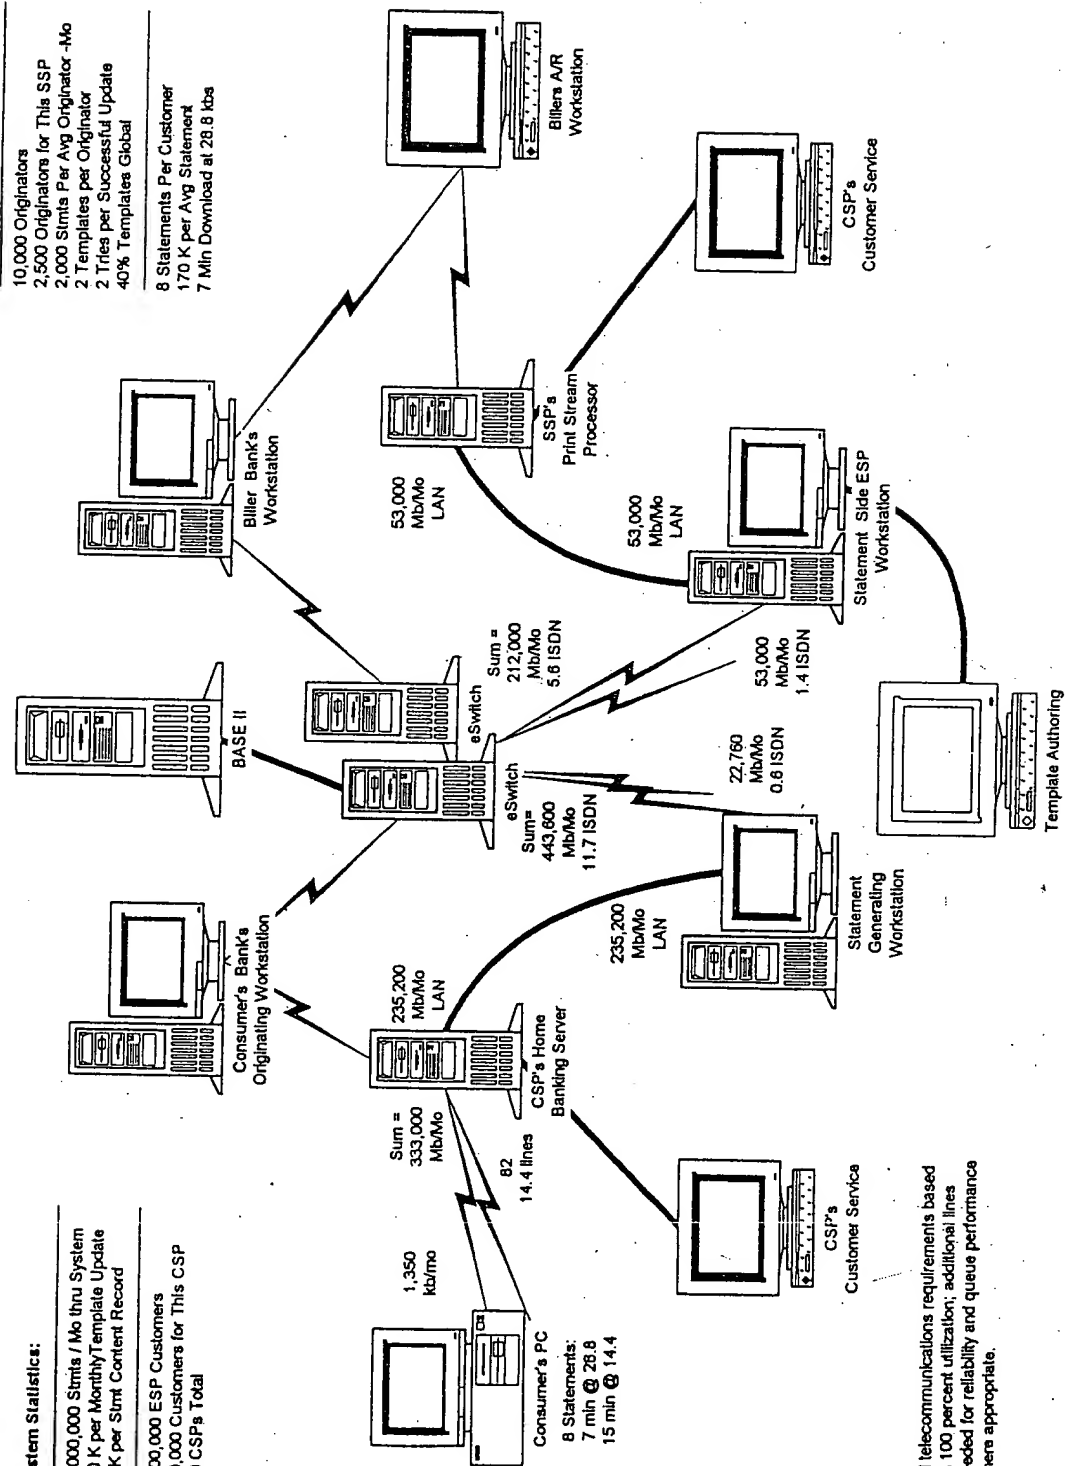 stem Statistics:
000,000 Stmts / Mo thru System
K per MonthlyTemplate Update
K per Stmt Content Record
00,000 ESP Customers
,000 Customers for This CSP
CSPs Total
10,000 Originators
2,500 Originators for This SSP
2,000 Stmts Per Avg Originator -Mo
2 Templates per Originator
2 Tries per Successful Update
40% Templates Global
8 Statements Per Customer
170 K per Avg Statement
7 Min Download at 28.8 kbs
BASE II
Consumer's Bank's
Originating Workstation
Biller Bank's
Workstation
eSwitch
eSwitch
Sum=
443,600
Mb/Mo
11.7 ISDN
Sum =
212,000
Mb/Mo
5.6 ISDN
Sum =
333,000
Mb/Mo
235,200
Mb/Mo
LAN
53,000
Mb/Mo
LAN
1,350
kb/mo
82
14.4 lines
Consumer's PC
8 Statements:
7 min @ 28.8
15 min @ 14.4
CSP's Home
Banking Server
SSP's
Print Stream
Processor
Billers A/R
Workstation
235,200
Mb/Mo
LAN
22,760
Mb/Mo
0.6 ISDN
53,000
Mb/Mo
1.4 ISDN
53,000
Mb/Mo
LAN
CSP's
Customer Service
Statement
Generating
Workstation
Statement Side ESP
Workstation
CSP's
Customer Service
telecommunications requirements based
100 percent utilization; additional lines
eded for reliability and queue performance
ere appropriate.
Template Authoring